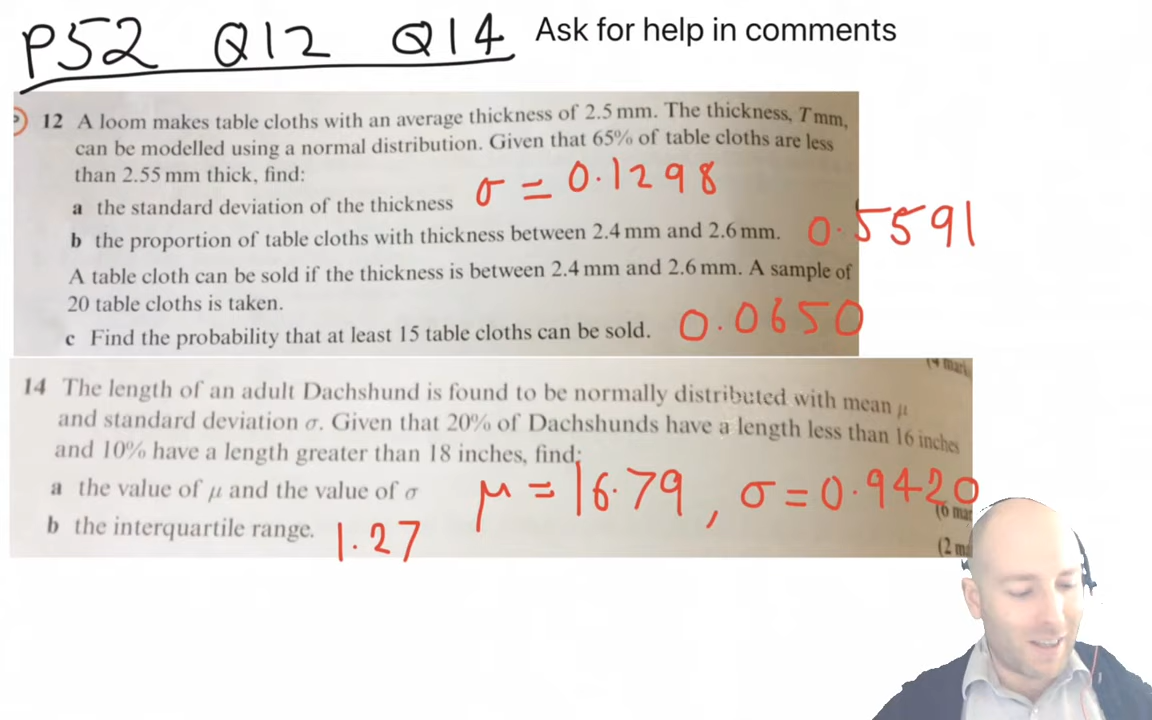 P52 Q12 Q14 Ask for help in comments
12 A loom makes table cloths with an average thickness of 2.5 mm. The thickness, T mm,
can be modelled using a normal distribution. Given that 65% of table cloths are less
than 2.55 mm thick, find:
σ = 0.1298
a the standard deviation of the thickness
b the proportion of table cloths with thickness between 2.4 mm and 2.6 mm. 0.5591
A table cloth can be sold if the thickness is between 2.4 mm and 2.6 mm. A sample of
20 table cloths is taken.
c Find the probability that at least 15 table cloths can be sold. 0.0650
(4 mark
14 The length of an adult Dachshund is found to be normally distributed with mean μ
and standard deviation σ. Given that 20% of Dachshunds have a length less than 16 inches
and 10% have a length greater than 18 inches, find:
a the value of μ and the value of σ μ = 16.79, σ = 0.9420
(6 mar
b the interquartile range. 1.27
(2 ma